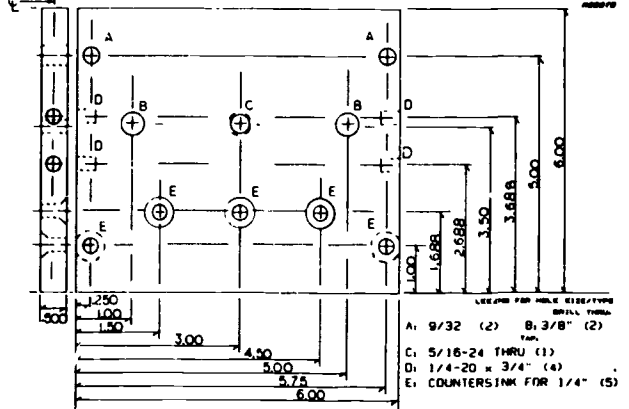 A A
D B C B D
D D
E E E
E E
1.00
1.688
2.688
3.50
3.688
5.00
6.00
.500
.250
1.00
1.50
3.00
4.50
5.00
5.75
6.00
LEGEND FOR HOLE SIZE/TYPE
DRILL THRU
A: 9/32 (2) B: 3/8" (2)
TAP
C: 5/16-24 THRU (1)
D: 1/4-20 x 3/4" (4)
E: COUNTERSINK FOR 1/4" (5)